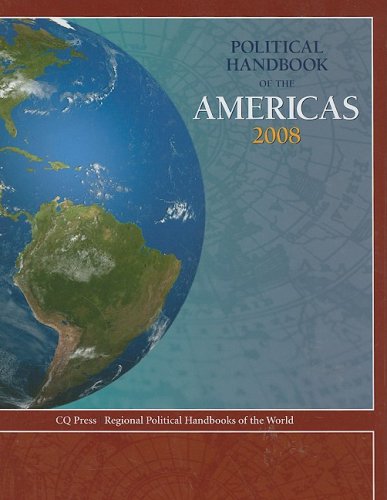 POLITICAL
HANDBOOK
OF THE
AMERICAS
2008
CQ Press Regional Political Handbooks of the World